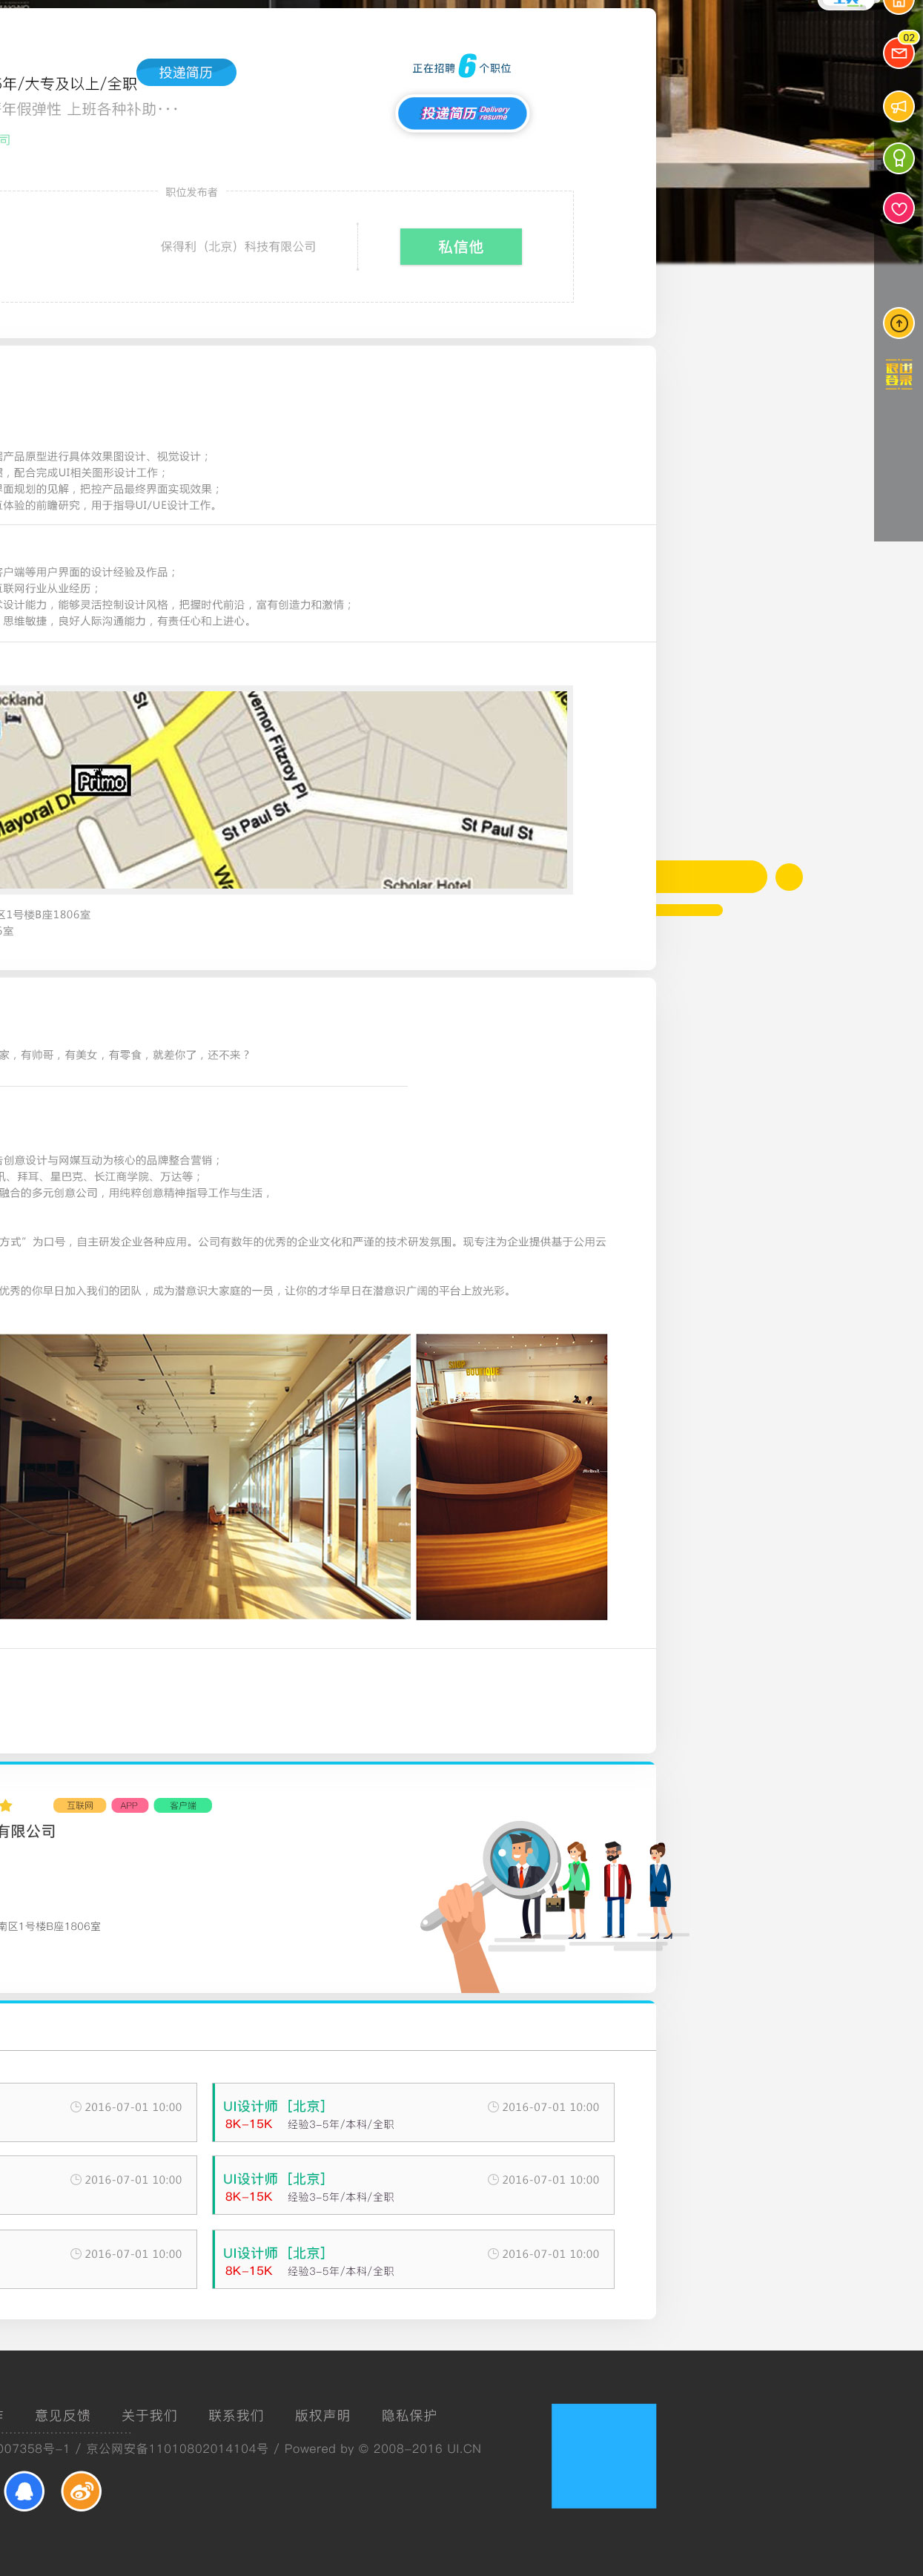 02
正在招聘 6 个职位
年/大专及以上/全职
投递简历
年假弹性 上班各种补助···
投递简历 Delivery resume
司
职位发布者
保得利（北京）科技有限公司
私信他
退出
登录
产品原型进行具体效果图设计、视觉设计；
，配合完成UI相关图形设计工作；
界面规划的见解，把控产品最终界面实现效果；
体验的前瞻研究，用于指导UI/UE设计工作。
客户端等用户界面的设计经验及作品；
互联网行业从业经历；
设计能力，能够灵活控制设计风格，把握时代前沿，富有创造力和激情；
思维敏捷，良好人际沟通能力，有责任心和上进心。
ckland
St
vernor Fitzroy Pl
Primo
Mayoral Dr
St Paul St
St Paul St
Scholar Hotel
区1号楼B座1806室
室
家，有帅哥，有美女，有零食，就差你了，还不来？
创意设计与网媒互动为核心的品牌整合营销；
、拜耳、星巴克、长江商学院、万达等；
融合的多元创意公司，用纯粹创意精神指导工作与生活，
方式”为口号，自主研发企业各种应用。公司有数年的优秀的企业文化和严谨的技术研发氛围。现专注为企业提供基于公用云
优秀的你早日加入我们的团队，成为潜意识大家庭的一员，让你的才华早日在潜意识广阔的平台上放光彩。
互联网 APP 客户端
有限公司
南区1号楼B座1806室
2016-07-01 10:00
UI设计师［北京］ 2016-07-01 10:00
8K-15K 经验3-5年/本科/全职
2016-07-01 10:00
UI设计师［北京］ 2016-07-01 10:00
8K-15K 经验3-5年/本科/全职
2016-07-01 10:00
UI设计师［北京］ 2016-07-01 10:00
8K-15K 经验3-5年/本科/全职
意见反馈 关于我们 联系我们 版权声明 隐私保护
007358号-1 / 京公网安备11010802014104号 / Powered by © 2008-2016 UI.CN